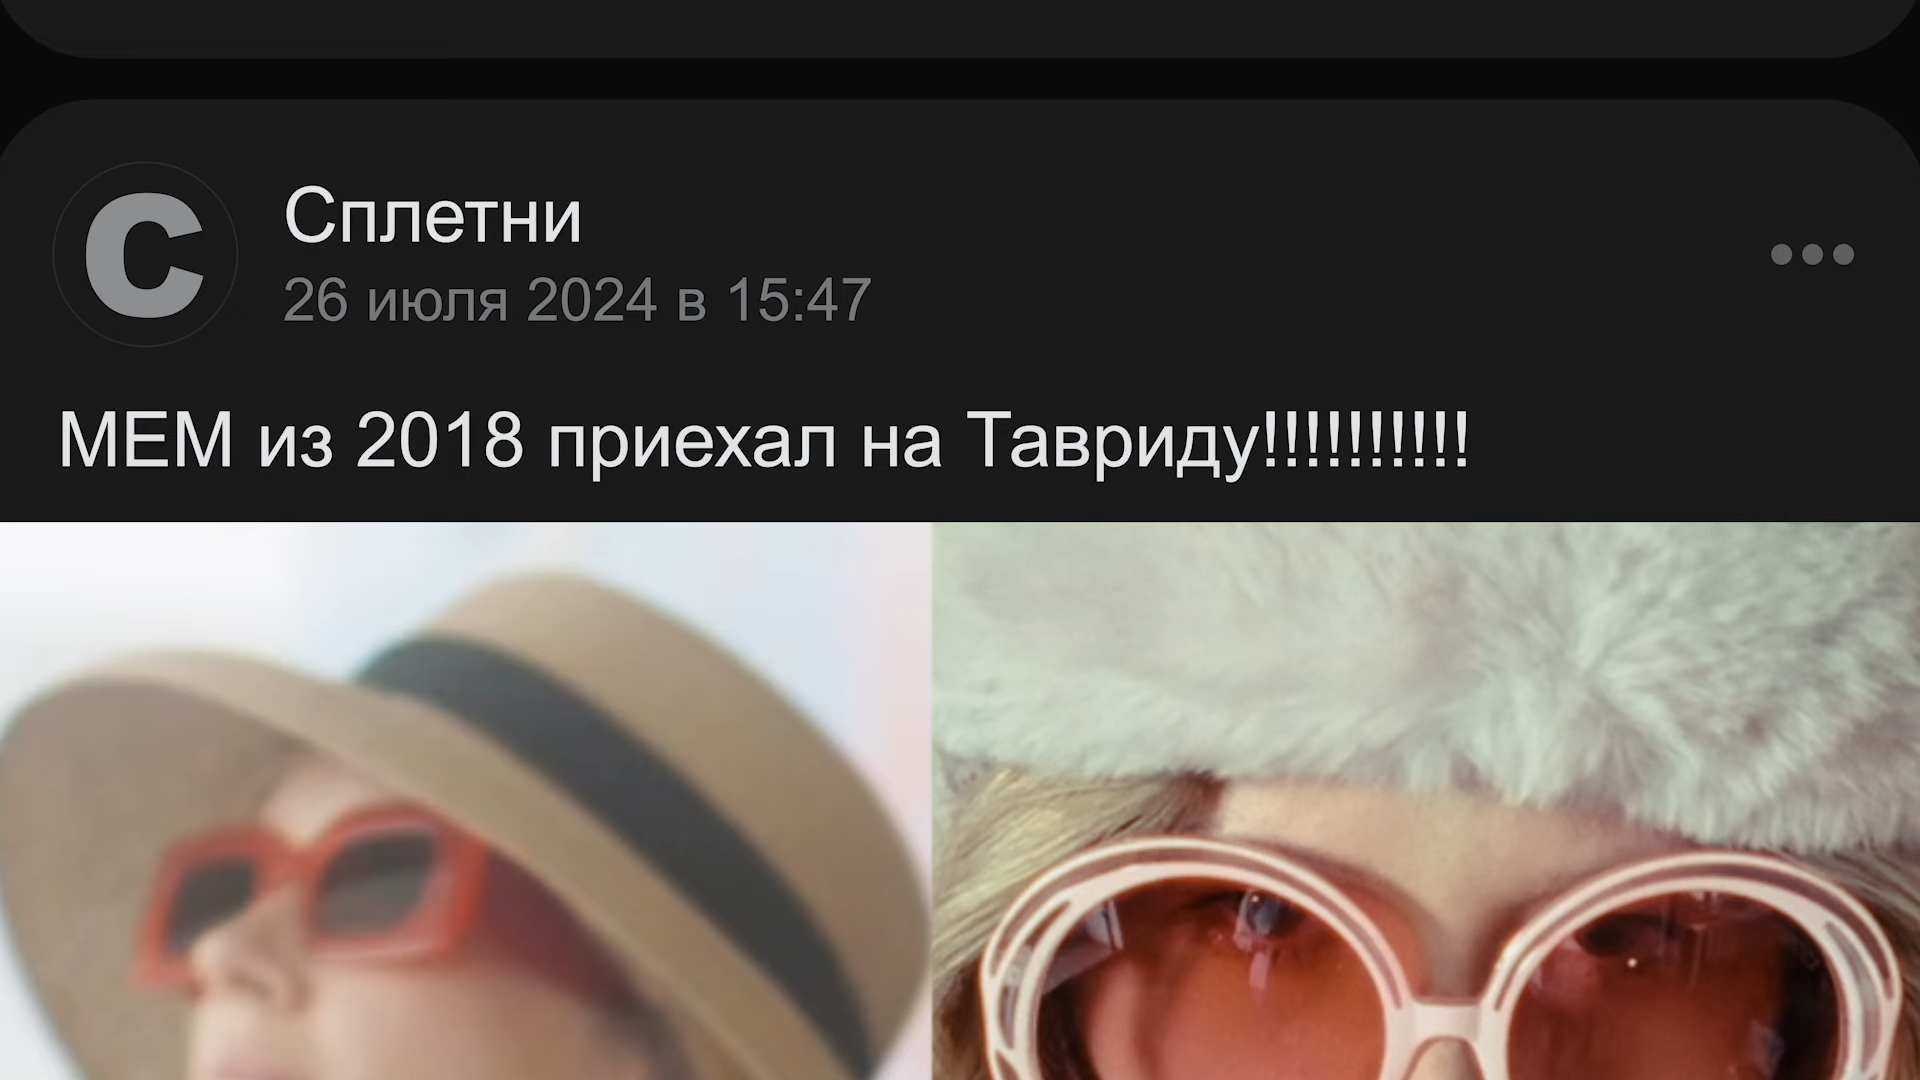 С
Сплетни
26 июля 2024 в 15:47
МЕМ из 2018 приехал на Тавриду!!!!!!!!!!